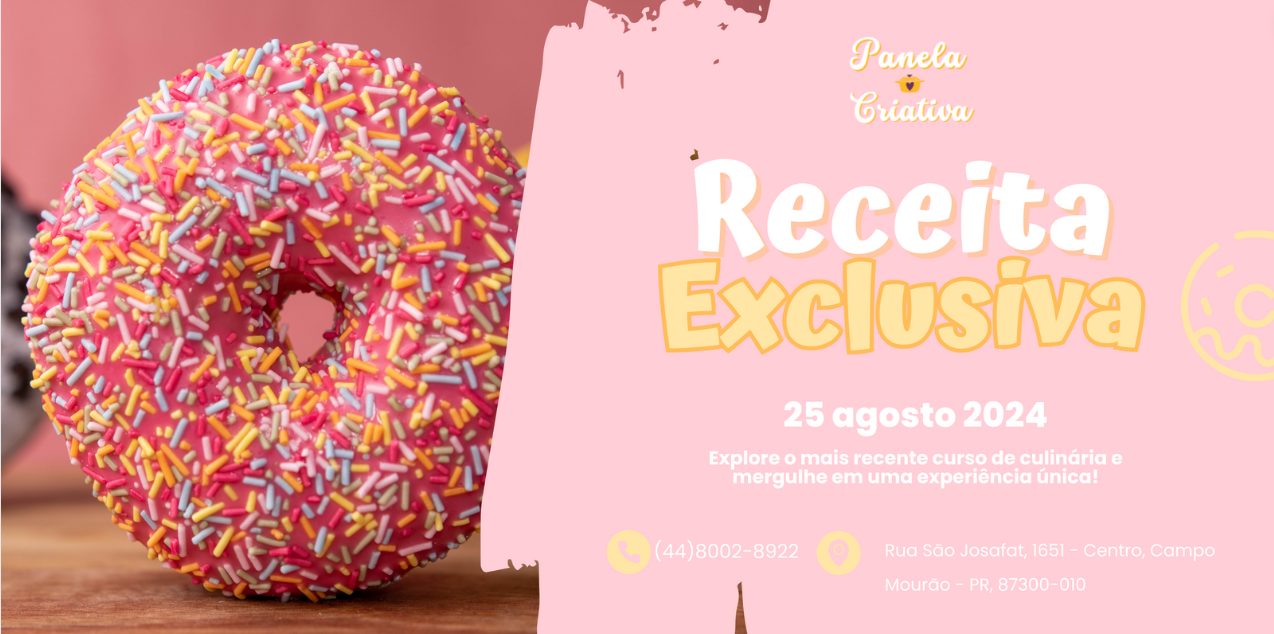 Panela
Criativa
Receita
Exclusiva
25 agosto 2024
Explore o mais recente curso de culinária e
mergulhe em uma experiência única!
(44)8002-8922
Rua São Josafat, 1651 - Centro, Campo
Mourão - PR, 87300-010